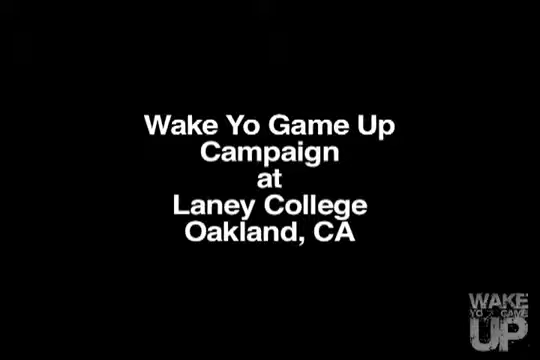 Wake Yo Game Up
Campaign
at
Laney College
Oakland, CA
WAKE
YO GAME
UP